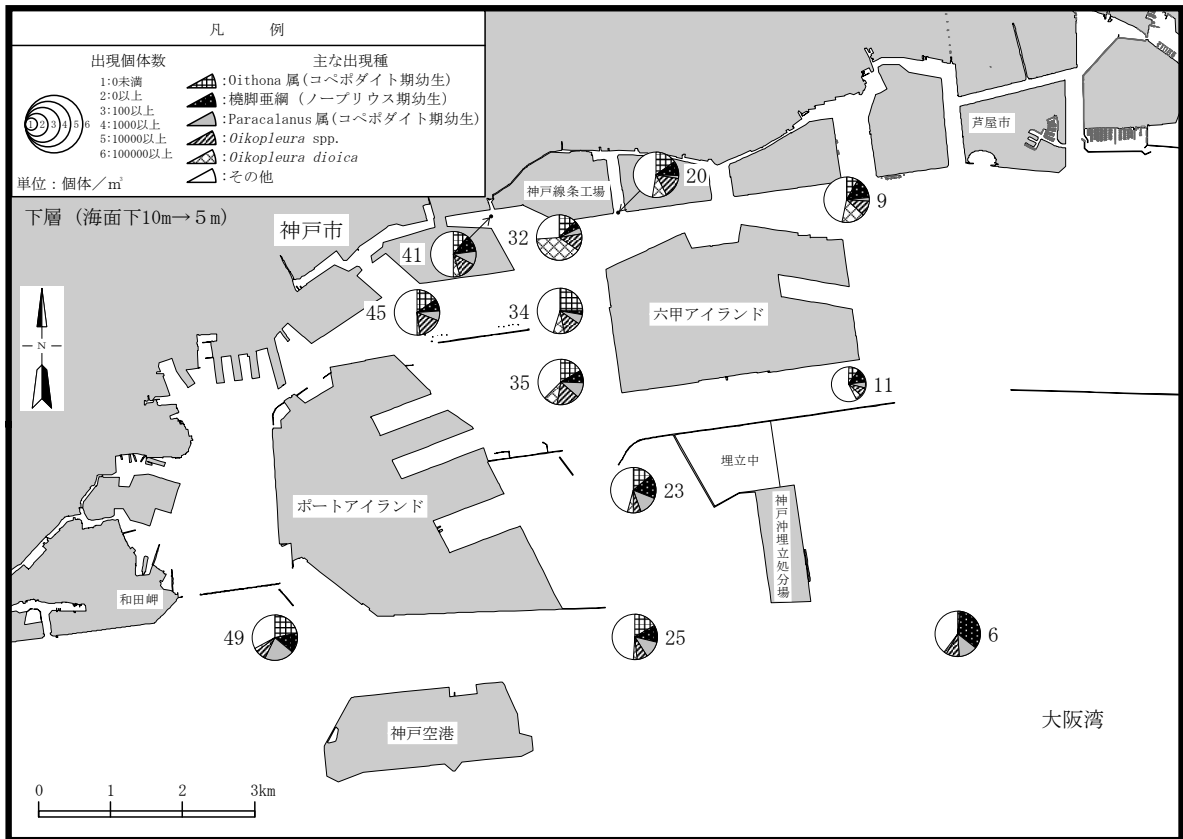 凡 例
出現個体数
1:0未満
2:0以上
3:100以上
4:1000以上
5:10000以上
6:100000以上
1 2 3 4 5 6
単位：個体／㎥
主な出現種
:Oithona 属(コペポダイト期幼生)
:橈脚亜綱（ノープリウス期幼生)
:Paracalanus 属(コペポダイト期幼生)
:Oikopleura spp.
:Oikopleura dioica
:その他
下層（海面下10m→５m）
神戸市
芦屋市
神戸線条工場
20
9
41
32
45
34
六甲アイランド
N
35
11
埋立中
23
ポートアイランド
神戸沖埋立処分場
和田岬
49
25
6
大阪湾
神戸空港
0 1 2 3km